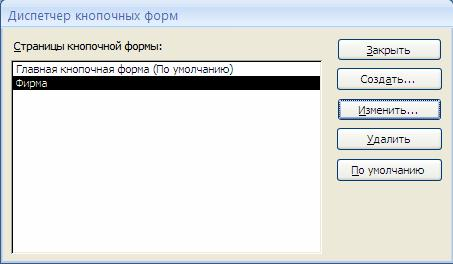 Диспетчер кнопочных форм
Страницы кнопочной формы:
Главная кнопочная форма (По умолчанию)
Фирма
Закрыть
Создать...
Изменить...
Удалить
По умолчанию